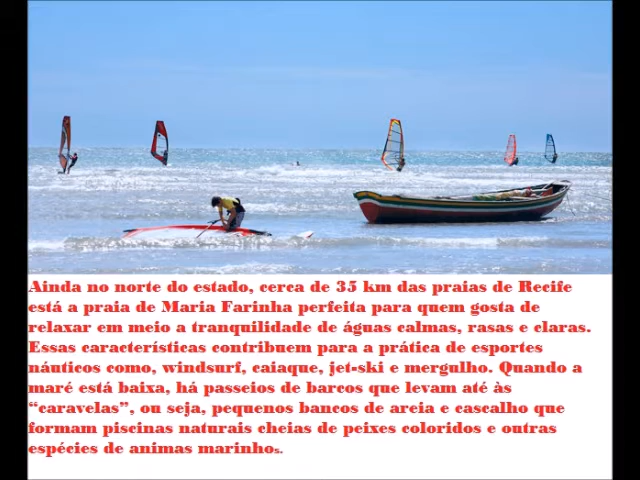 Ainda no norte do estado, cerca de 35 km das praias de Recife
está a praia de Maria Farinha perfeita para quem gosta de
relaxar em meio a tranquilidade de águas calmas, rasas e claras.
Essas características contribuem para a prática de esportes
náuticos como, windsurf, caiaque, jet-ski e mergulho. Quando a
maré está baixa, há passeios de barcos que levam até às
“caravelas”, ou seja, pequenos bancos de areia e cascalho que
formam piscinas naturais cheias de peixes coloridos e outras
espécies de animas marinhos.